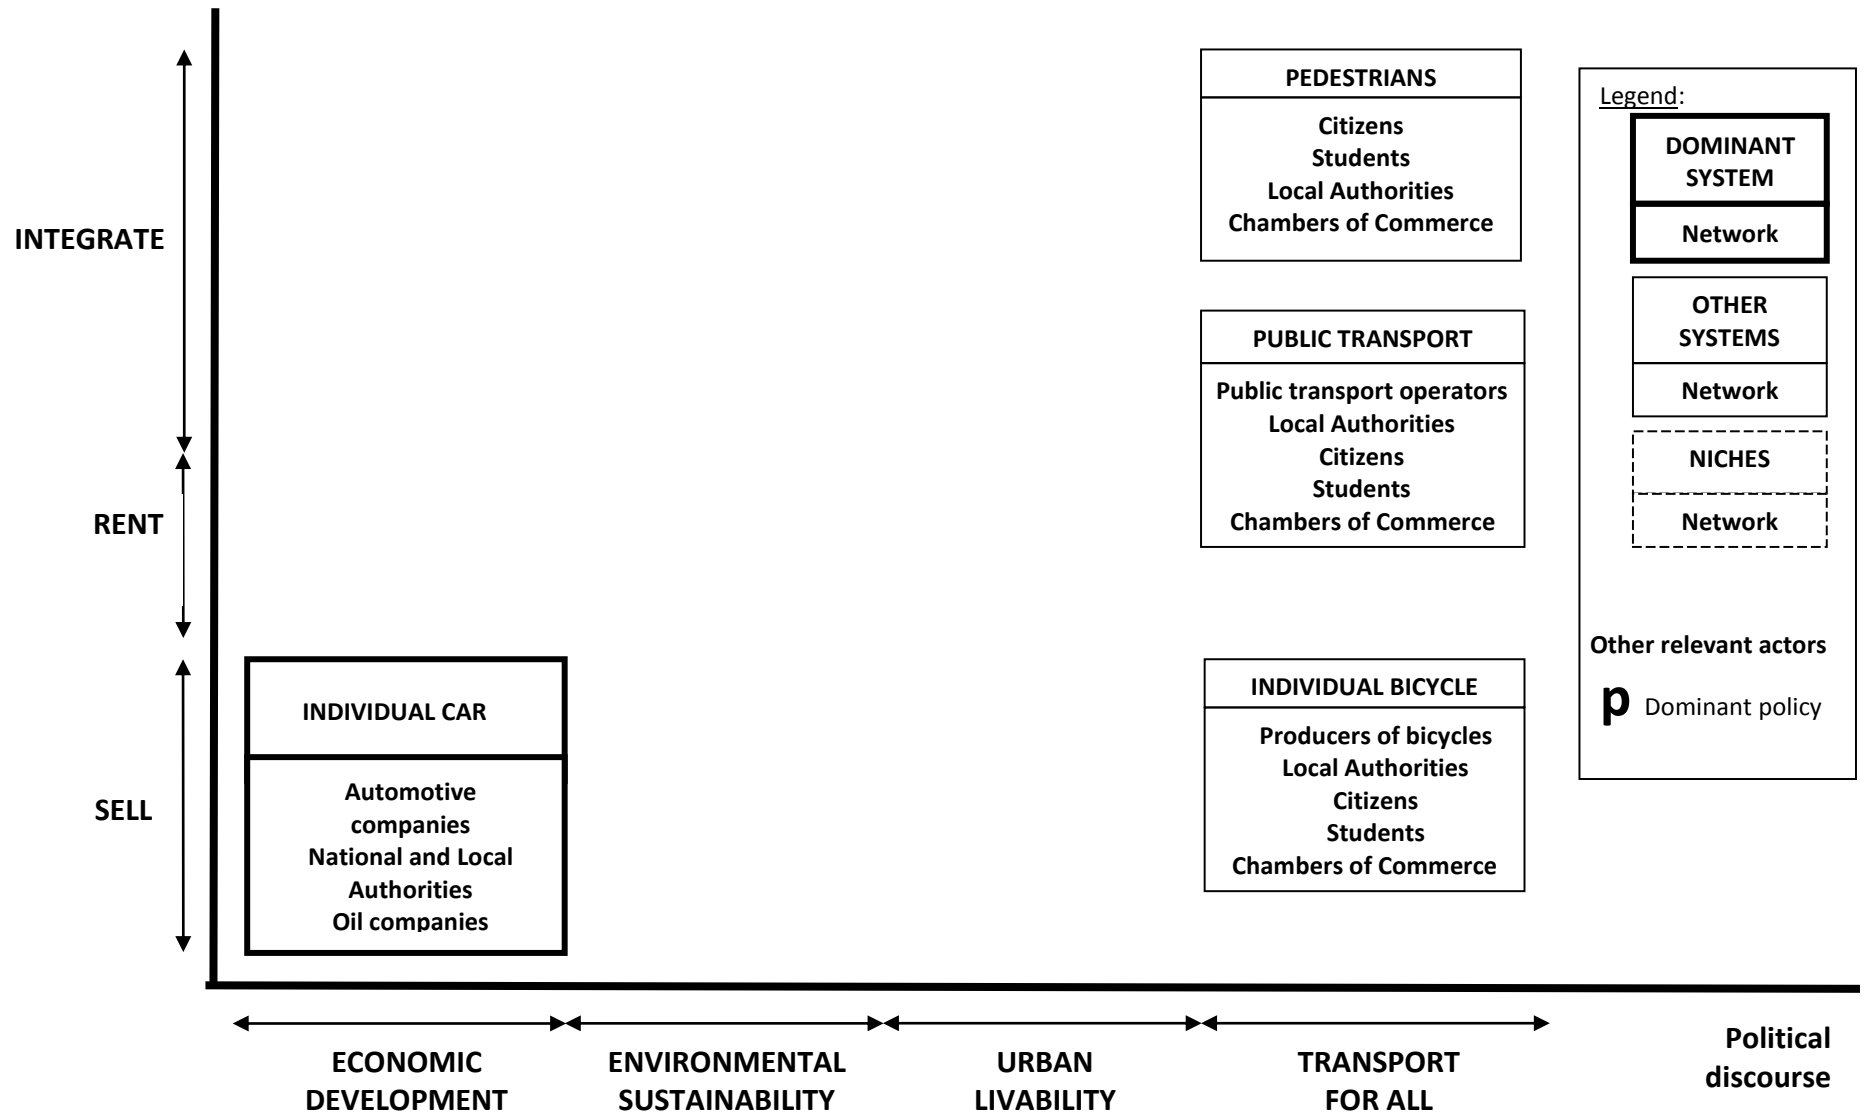 PEDESTRIANS
Citizens
Students
Local Authorities
Chambers of Commerce
Legend:
DOMINANT
SYSTEM
Network
OTHER
SYSTEMS
Network
NICHES
Network
Other relevant actors
p Dominant policy
INTEGRATE
PUBLIC TRANSPORT
Public transport operators
Local Authorities
Citizens
Students
Chambers of Commerce
RENT
INDIVIDUAL CAR
Automotive
companies
National and Local
Authorities
Oil companies
INDIVIDUAL BICYCLE
Producers of bicycles
Local Authorities
Citizens
Students
Chambers of Commerce
SELL
ECONOMIC
DEVELOPMENT
ENVIRONMENTAL
SUSTAINABILITY
URBAN
LIVABILITY
TRANSPORT
FOR ALL
Political
discourse